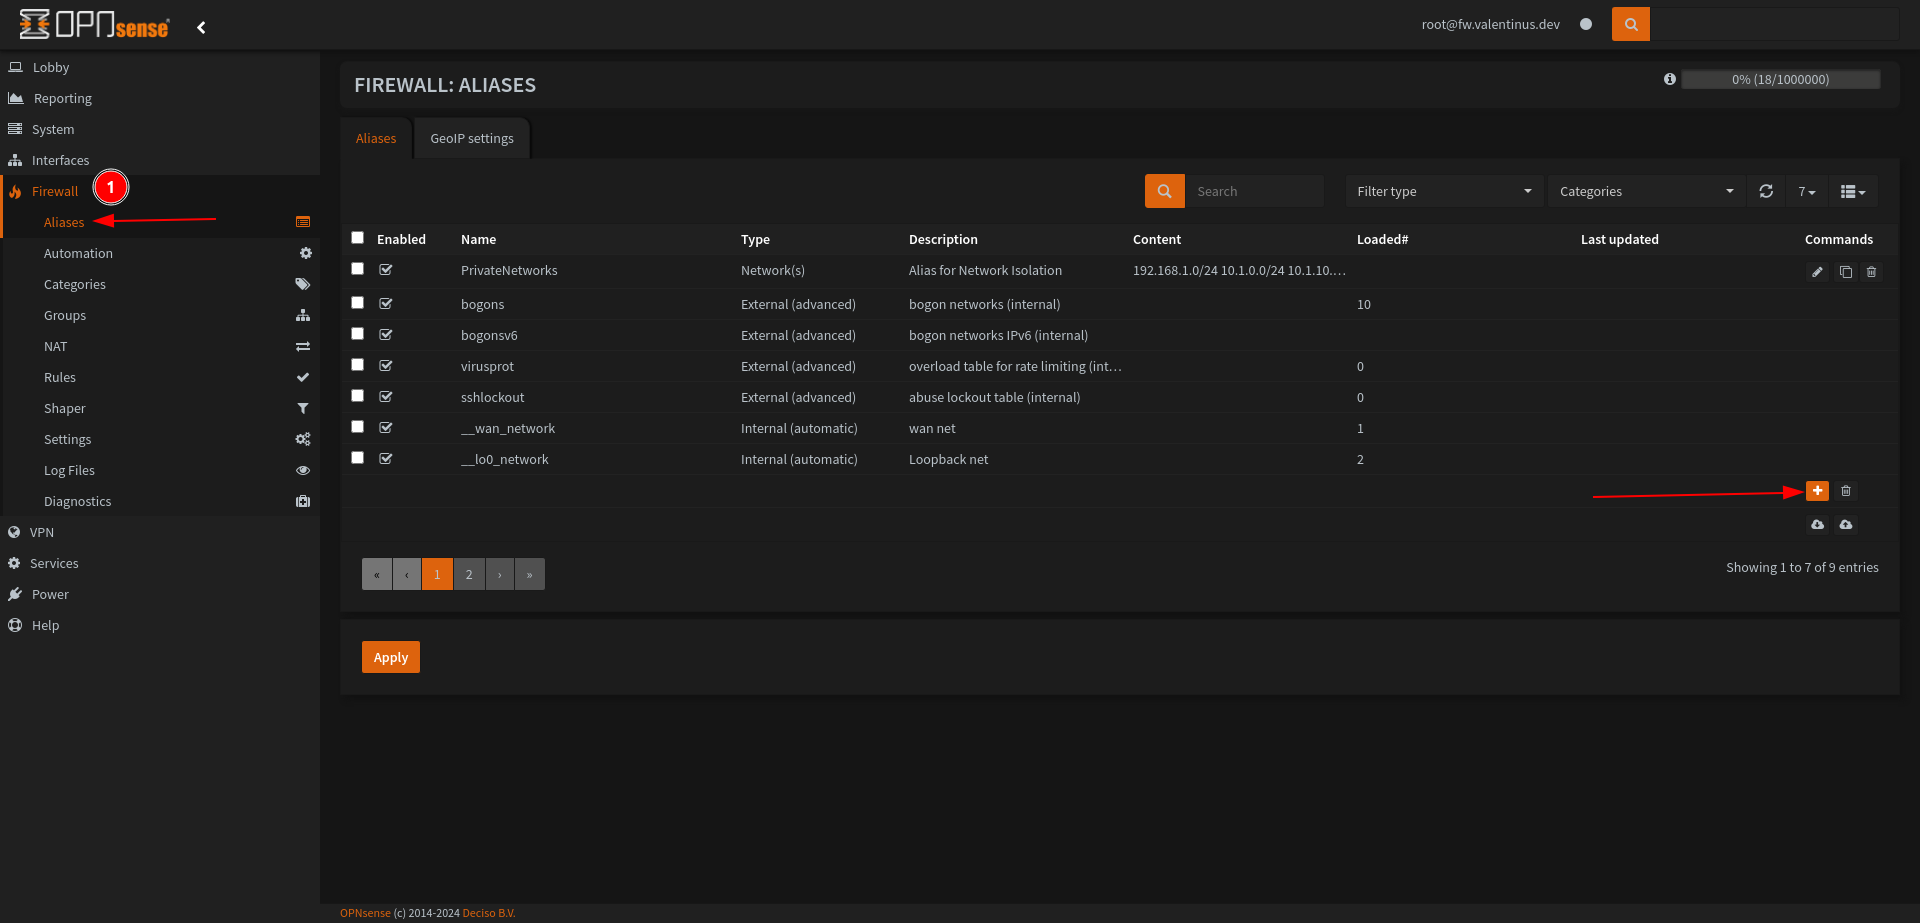 OPNsense
root@fw.valentinus.dev
Lobby
Reporting
System
Interfaces
Firewall
1
Aliases
Automation
Categories
Groups
NAT
Rules
Shaper
Settings
Log Files
Diagnostics
VPN
Services
Power
Help
FIREWALL: ALIASES
0% (18/1000000)
Aliases GeoIP settings
Search Filter type Categories 7
Enabled Name Type Description Content Loaded# Last updated Commands
PrivateNetworks Network(s) Alias for Network Isolation 192.168.1.0/24 10.1.0.0/24 10.1.10.…
bogons External (advanced) bogon networks (internal) 10
bogonsv6 External (advanced) bogon networks IPv6 (internal)
virusprot External (advanced) overload table for rate limiting (int… 0
sshlockout External (advanced) abuse lockout table (internal) 0
__wan_network Internal (automatic) wan net 1
__lo0_network Internal (automatic) Loopback net 2
« ‹ 1 2 › »
Showing 1 to 7 of 9 entries
Apply
OPNsense (c) 2014-2024 Deciso B.V.